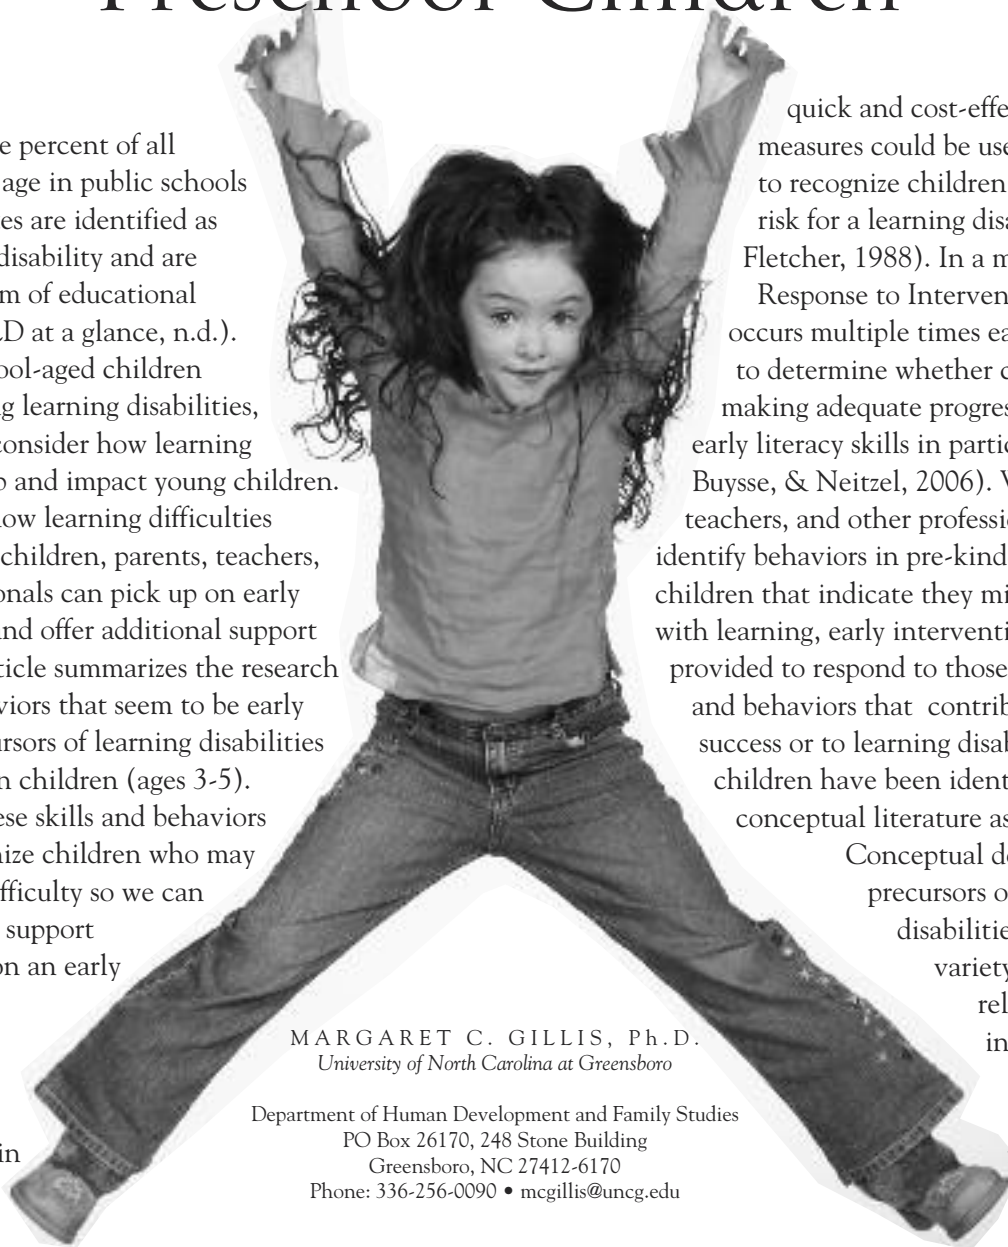 Preschool Children
e percent of all
age in public schools
es are identified as
disability and are
m of educational
D at a glance, n.d.).
ool-aged children
g learning disabilities,
consider how learning
p and impact young children.
how learning difficulties
children, parents, teachers,
onals can pick up on early
and offer additional support
ticle summarizes the research
viors that seem to be early
ursors of learning disabilities
n children (ages 3-5).
ese skills and behaviors
nize children who may
fficulty so we can
support
on an early
in
quick and cost-effe
measures could be use
to recognize children
risk for a learning disa
Fletcher, 1988). In a m
Response to Interven
occurs multiple times ea
to determine whether c
making adequate progres
early literacy skills in partic
Buysse, & Neitzel, 2006).
teachers, and other professi
identify behaviors in pre-kind
children that indicate they mi
with learning, early interventi
provided to respond to those
and behaviors that contrib
success or to learning disab
children have been ident
conceptual literature as
Conceptual de
precursors o
disabilitie
variety
rel
in
MARGARET C. GILLIS, Ph.D.
University of North Carolina at Greensboro
Department of Human Development and Family Studies
PO Box 26170, 248 Stone Building
Greensboro, NC 27412-6170
Phone: 336-256-0090 • mcgillis@uncg.edu